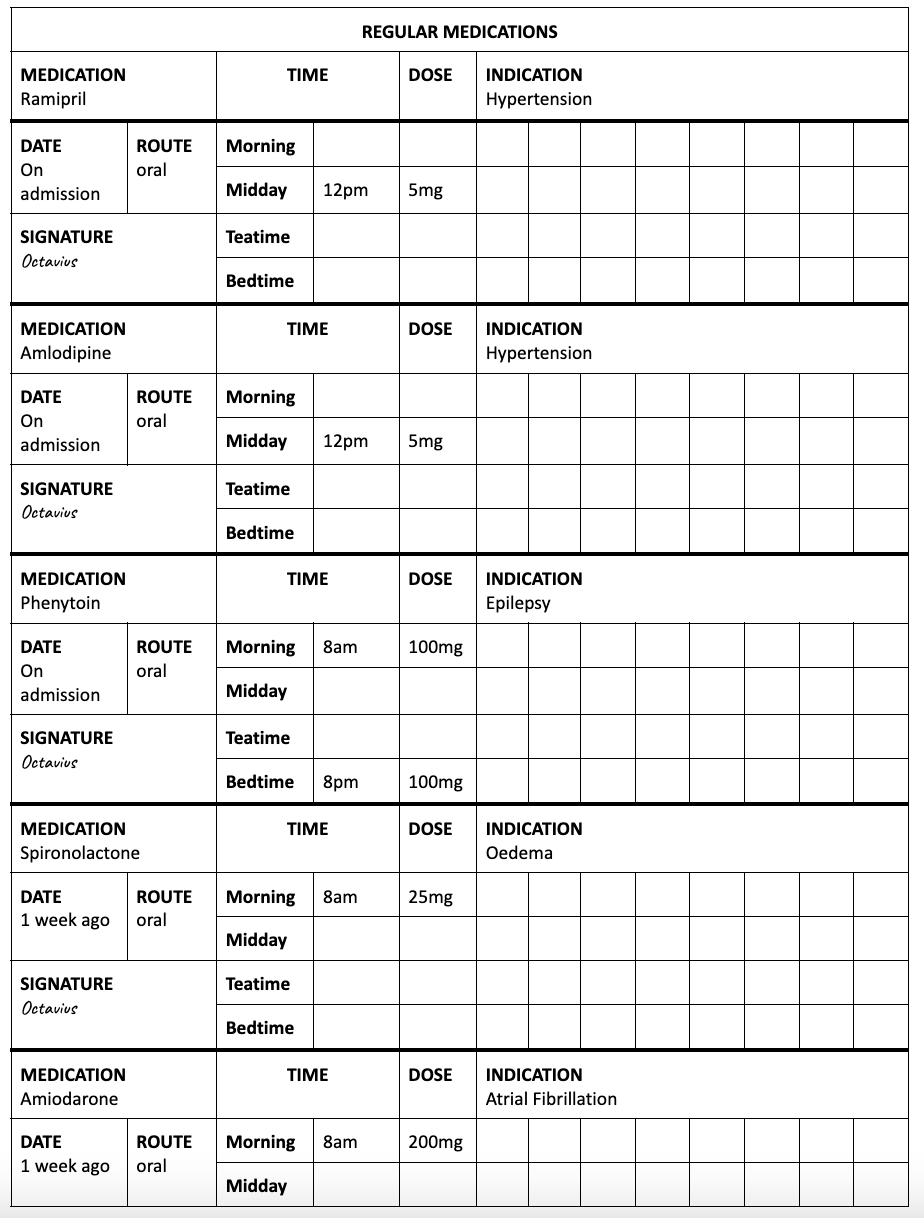 REGULAR MEDICATIONS
MEDICATION TIME DOSE INDICATION
Ramipril Hypertension
DATE ROUTE Morning
On oral
admission Midday 12pm 5mg
SIGNATURE Teatime
Octavius
Bedtime
MEDICATION TIME DOSE INDICATION
Amlodipine Hypertension
DATE ROUTE Morning
On oral
admission Midday 12pm 5mg
SIGNATURE Teatime
Octavius
Bedtime
MEDICATION TIME DOSE INDICATION
Phenytoin Epilepsy
DATE ROUTE Morning 8am 100mg
On oral
admission Midday
SIGNATURE Teatime
Octavius
Bedtime 8pm 100mg
MEDICATION TIME DOSE INDICATION
Spironolactone Oedema
DATE ROUTE Morning 8am 25mg
1 week ago oral
Midday
SIGNATURE Teatime
Octavius
Bedtime
MEDICATION TIME DOSE INDICATION
Amiodarone Atrial Fibrillation
DATE ROUTE Morning 8am 200mg
1 week ago oral
Midday